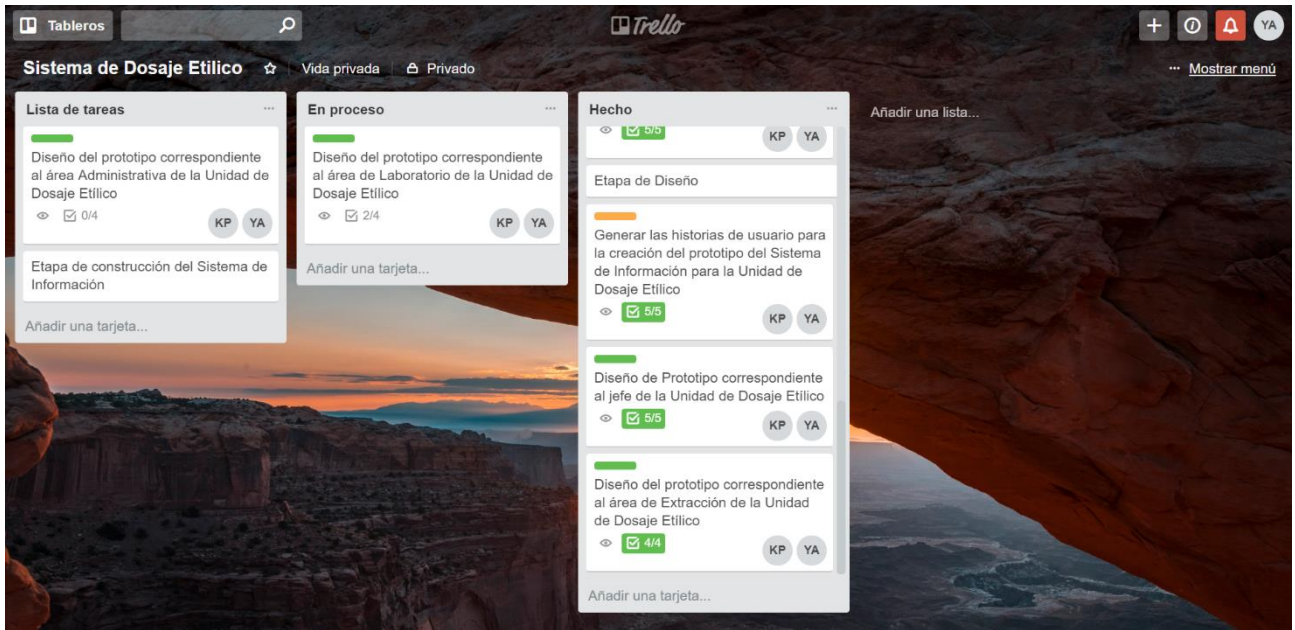 Tableros
Trello
YA
Sistema de Dosaje Etilico
Vida privada
Privado
... Mostrar menú
Lista de tareas
Diseño del prototipo correspondiente
al área Administrativa de la Unidad de
Dosaje Etílico
0/4
KP YA
Etapa de construcción del Sistema de
Información
Añadir una tarjeta...
En proceso
Diseño del prototipo correspondiente
al área de Laboratorio de la Unidad de
Dosaje Etílico
2/4
KP YA
Añadir una tarjeta...
Hecho
5/5
KP YA
Etapa de Diseño
Generar las historias de usuario para
la creación del prototipo del Sistema
de Información para la Unidad de
Dosaje Etílico
5/5
KP YA
Diseño de Prototipo correspondiente
al jefe de la Unidad de Dosaje Etílico
5/5
KP YA
Diseño del prototipo correspondiente
al área de Extracción de la Unidad
de Dosaje Etílico
4/4
KP YA
Añadir una tarjeta...
Añadir una lista...